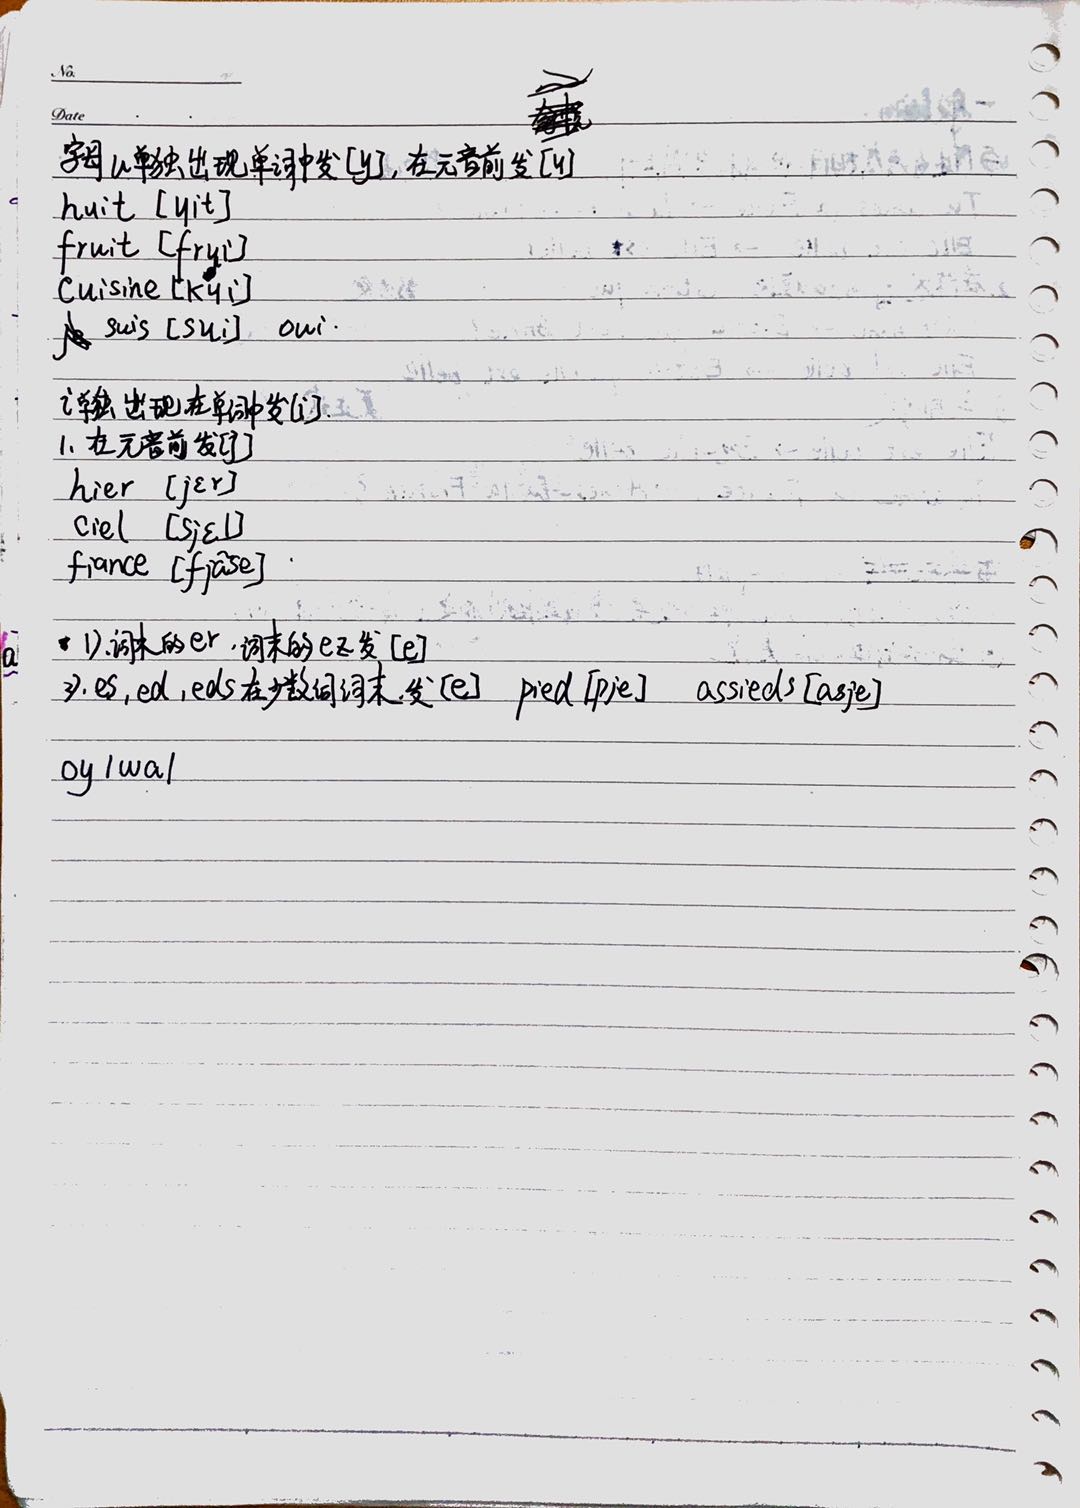 No.
Date
字母u单独出现单词中发[y],在元音前发[ɥ]
huit [ɥit]
fruit [frɥi]
cuisine [kɥi]
suis [sɥi] oui.
i单独出现在单词中发[i].
1. 在元音前发[j]
hier [jɛr]
ciel [sjɛl]
fiance [fjɑ̃se]
1).词末的er.词末的ez发[e]
3).es,ed,eds在少数词词末.发[e] pied [pje] assieds [asje]
oy/wa/
a